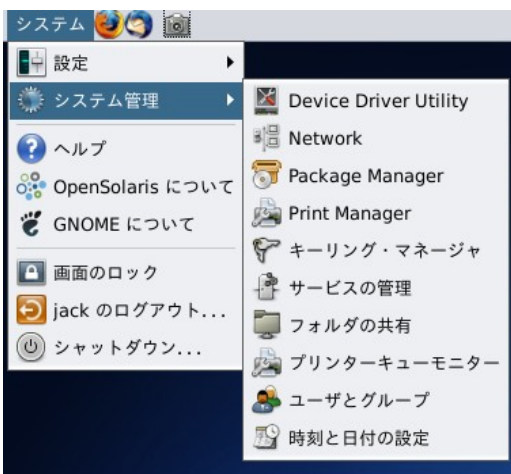 システム
設定
システム管理
ヘルプ
OpenSolaris について
GNOME について
画面のロック
jack のログアウト...
シャットダウン...
Device Driver Utility
Network
Package Manager
Print Manager
キーリング・マネージャ
サービスの管理
フォルダの共有
プリンターキューモニター
ユーザとグループ
時刻と日付の設定